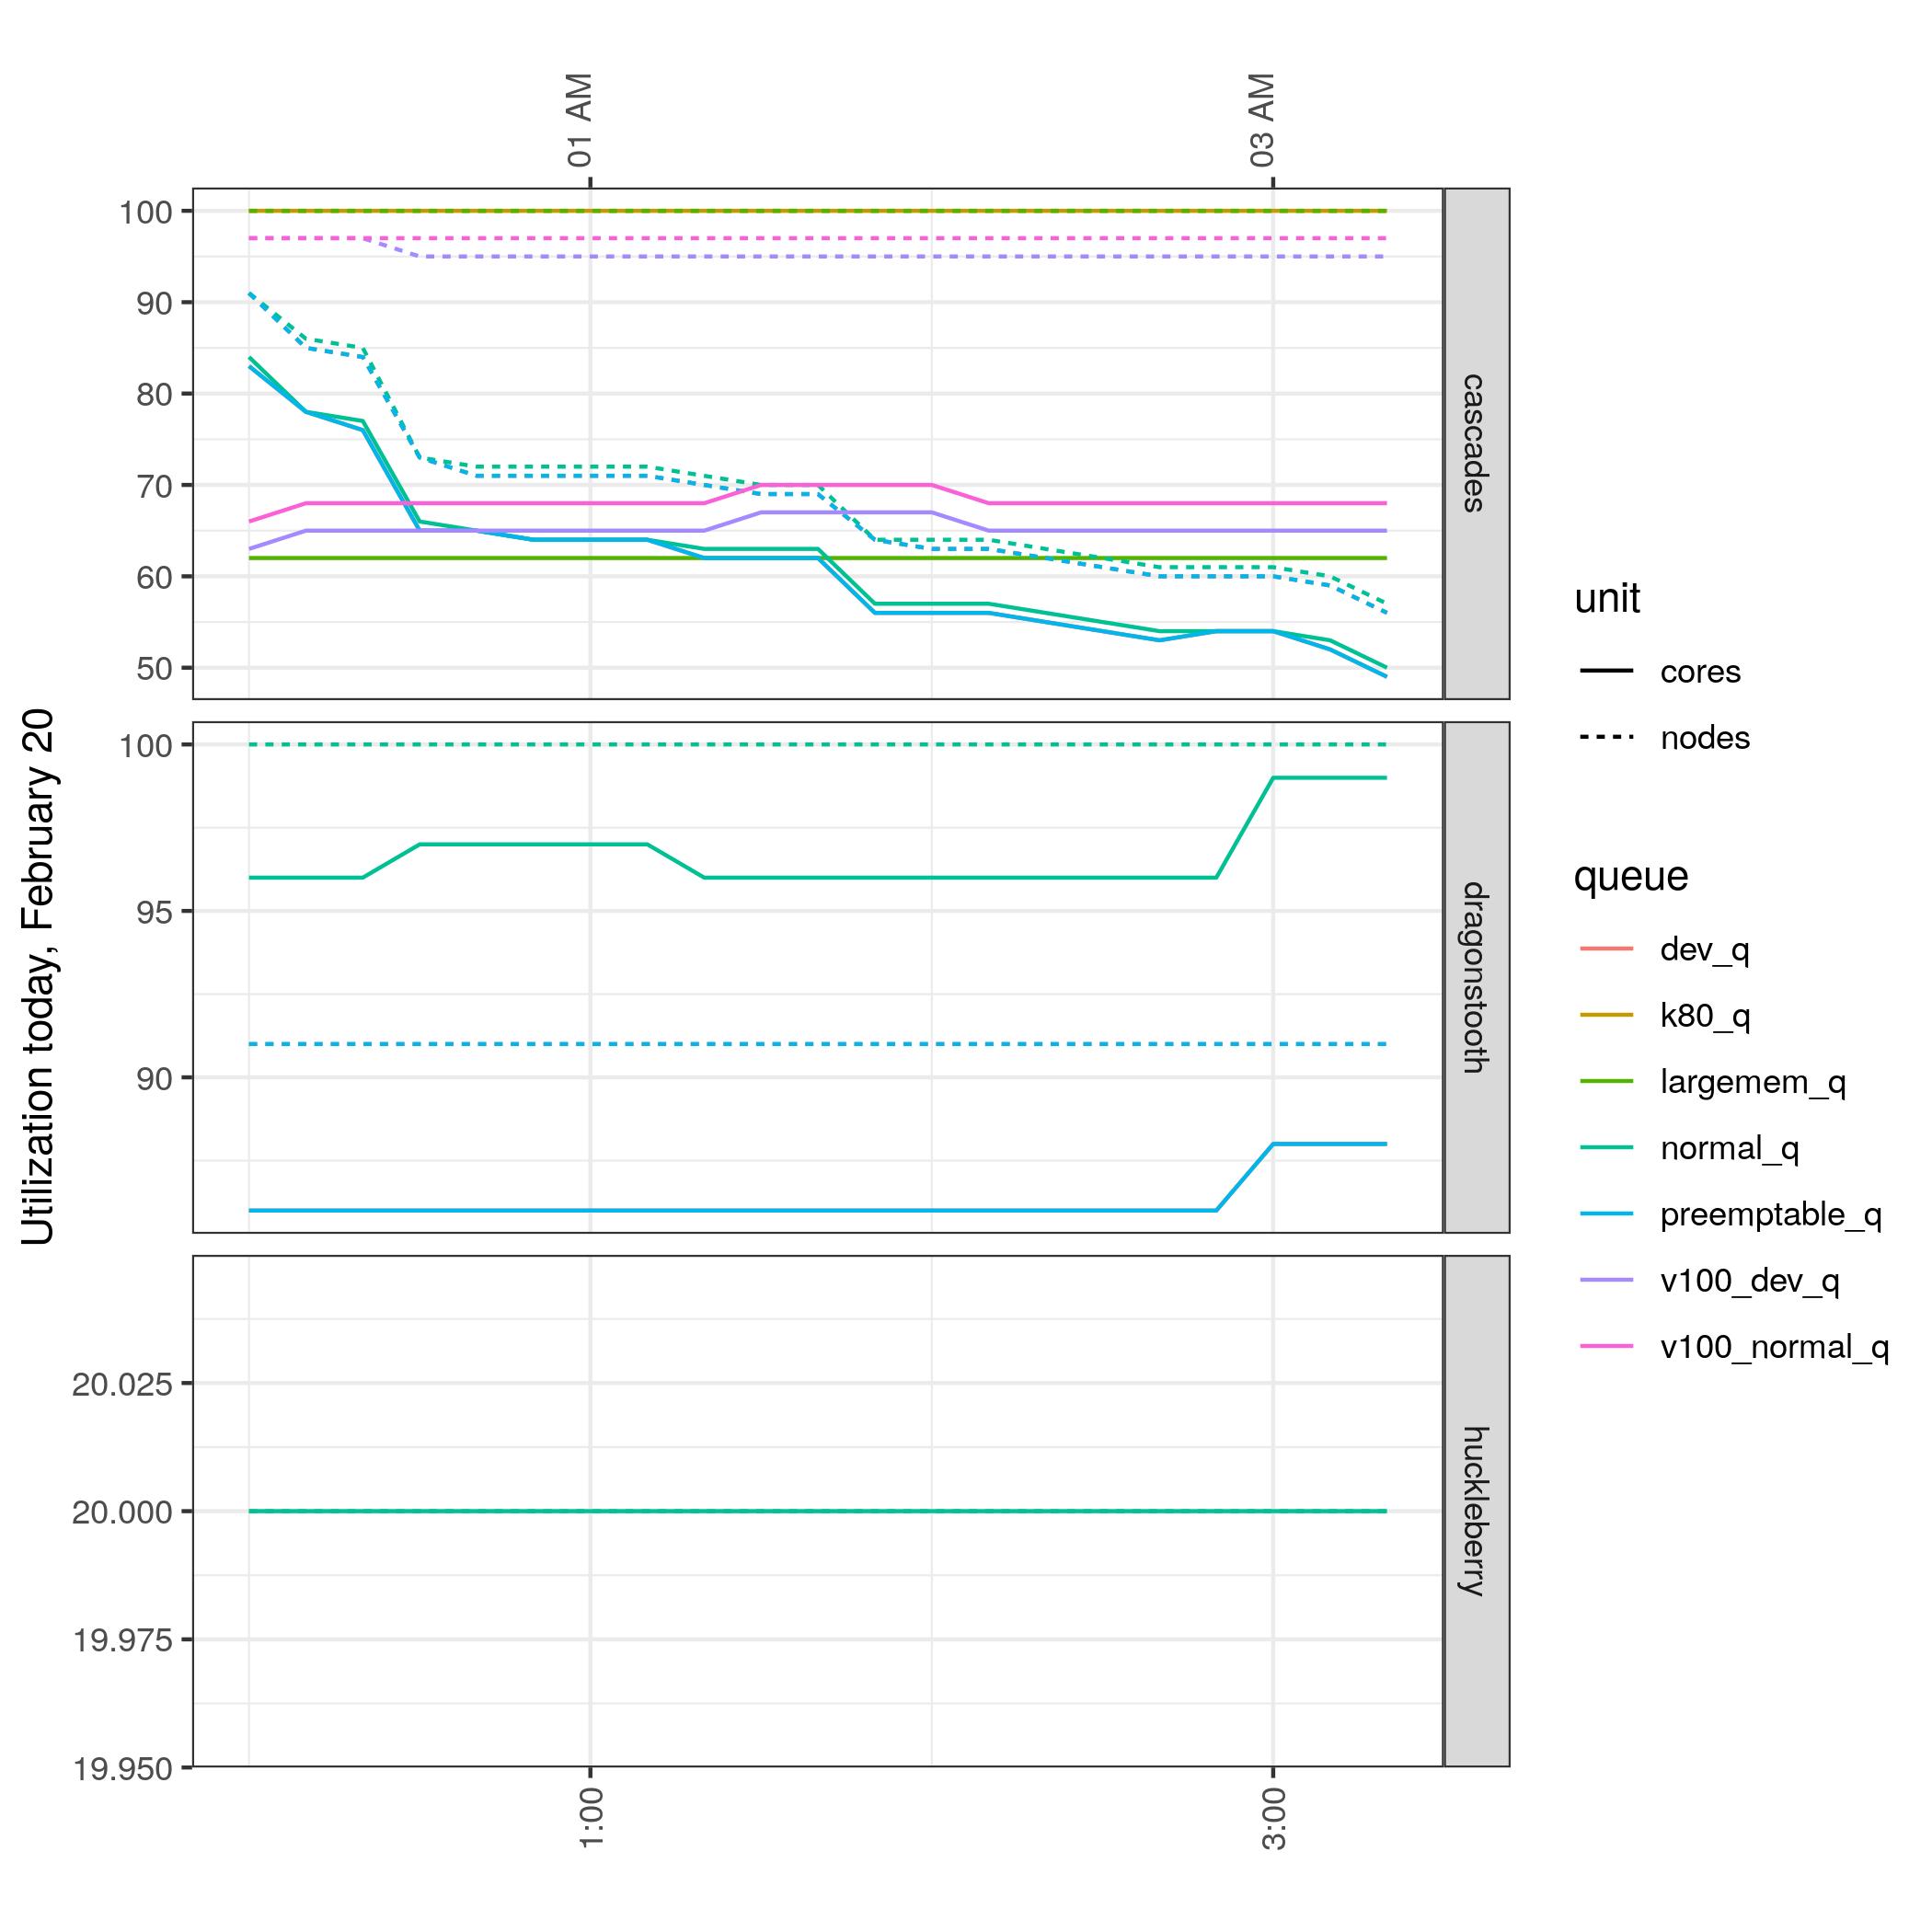 01 AM
03 AM
100
90
80
70
60
50
cascades
100
95
90
dragonstooth
20.025
20.000
19.975
19.950
huckleberry
1:00
3:00
Utilization today, February 20
unit
cores
nodes
queue
dev_q
k80_q
largemem_q
normal_q
preemptable_q
v100_dev_q
v100_normal_q